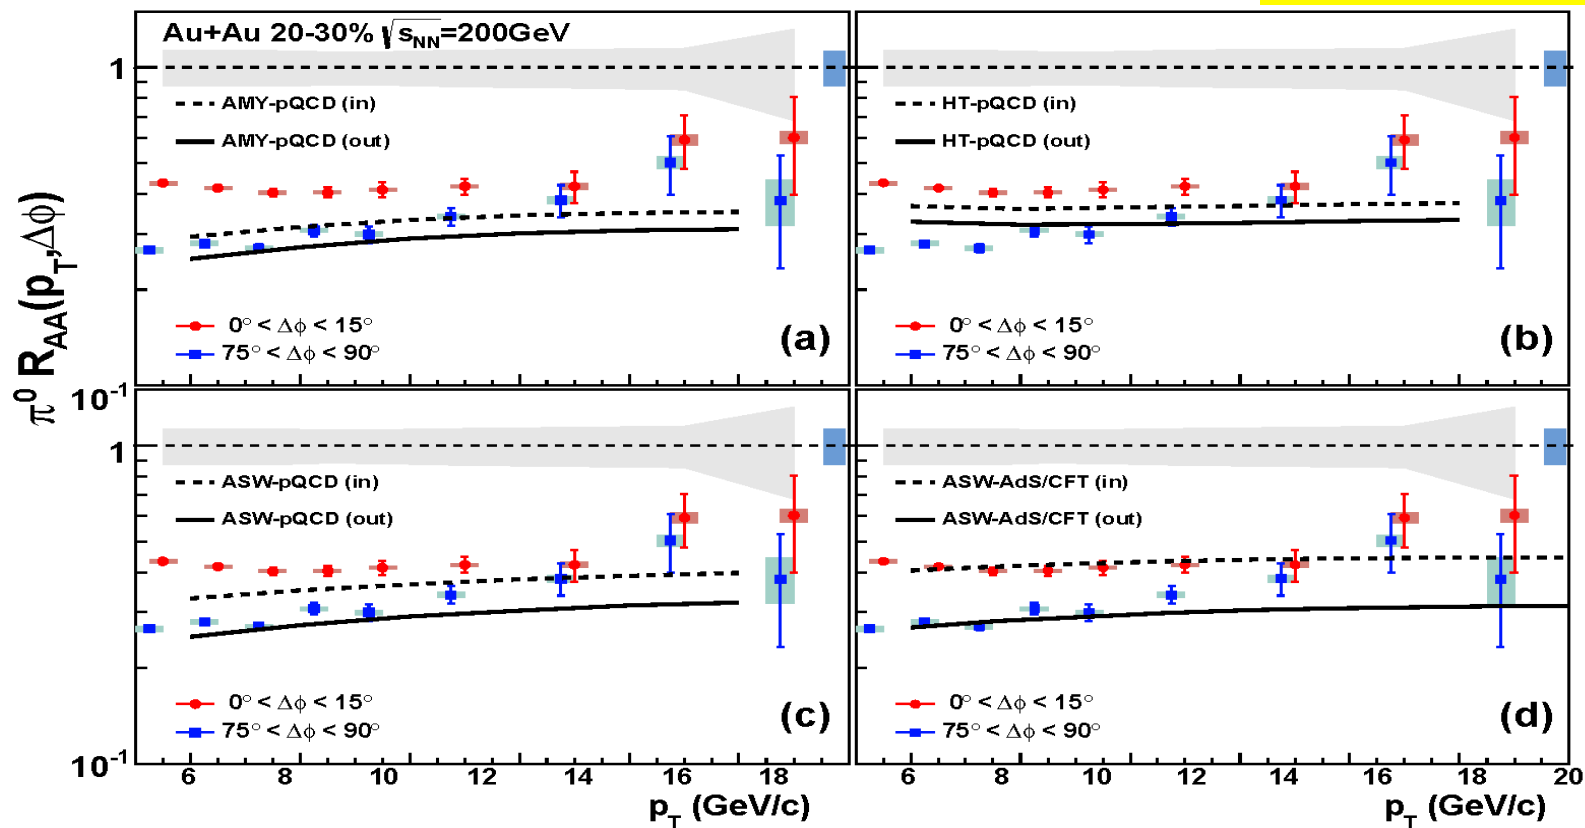 Au+Au 20-30% √sNN=200GeV
1
AMY-pQCD (in)
AMY-pQCD (out)
0° < Δϕ < 15°
75° < Δϕ < 90°
(a)
HT-pQCD (in)
HT-pQCD (out)
0° < Δϕ < 15°
75° < Δϕ < 90°
(b)
π⁰ R_AA(p_T,Δϕ)
10⁻¹
1
ASW-pQCD (in)
ASW-pQCD (out)
0° < Δϕ < 15°
75° < Δϕ < 90°
(c)
ASW-AdS/CFT (in)
ASW-AdS/CFT (out)
0° < Δϕ < 15°
75° < Δϕ < 90°
(d)
10⁻¹
6 8 10 12 14 16 18
6 8 10 12 14 16 18 20
p_T (GeV/c)
p_T (GeV/c)